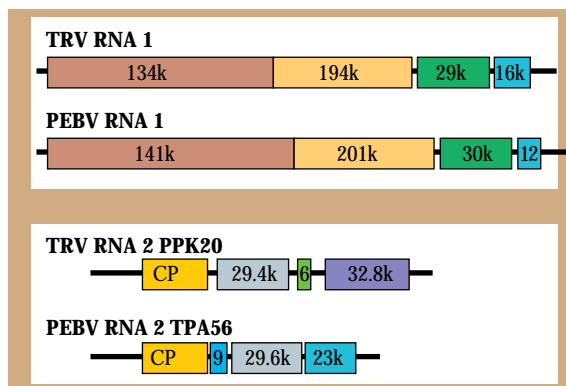 TRV RNA 1
134k 194k 29k 16k
PEBV RNA 1
141k 201k 30k 12
TRV RNA 2 PPK20
CP 29.4k 6 32.8k
PEBV RNA 2 TPA56
CP 9 29.6k 23k